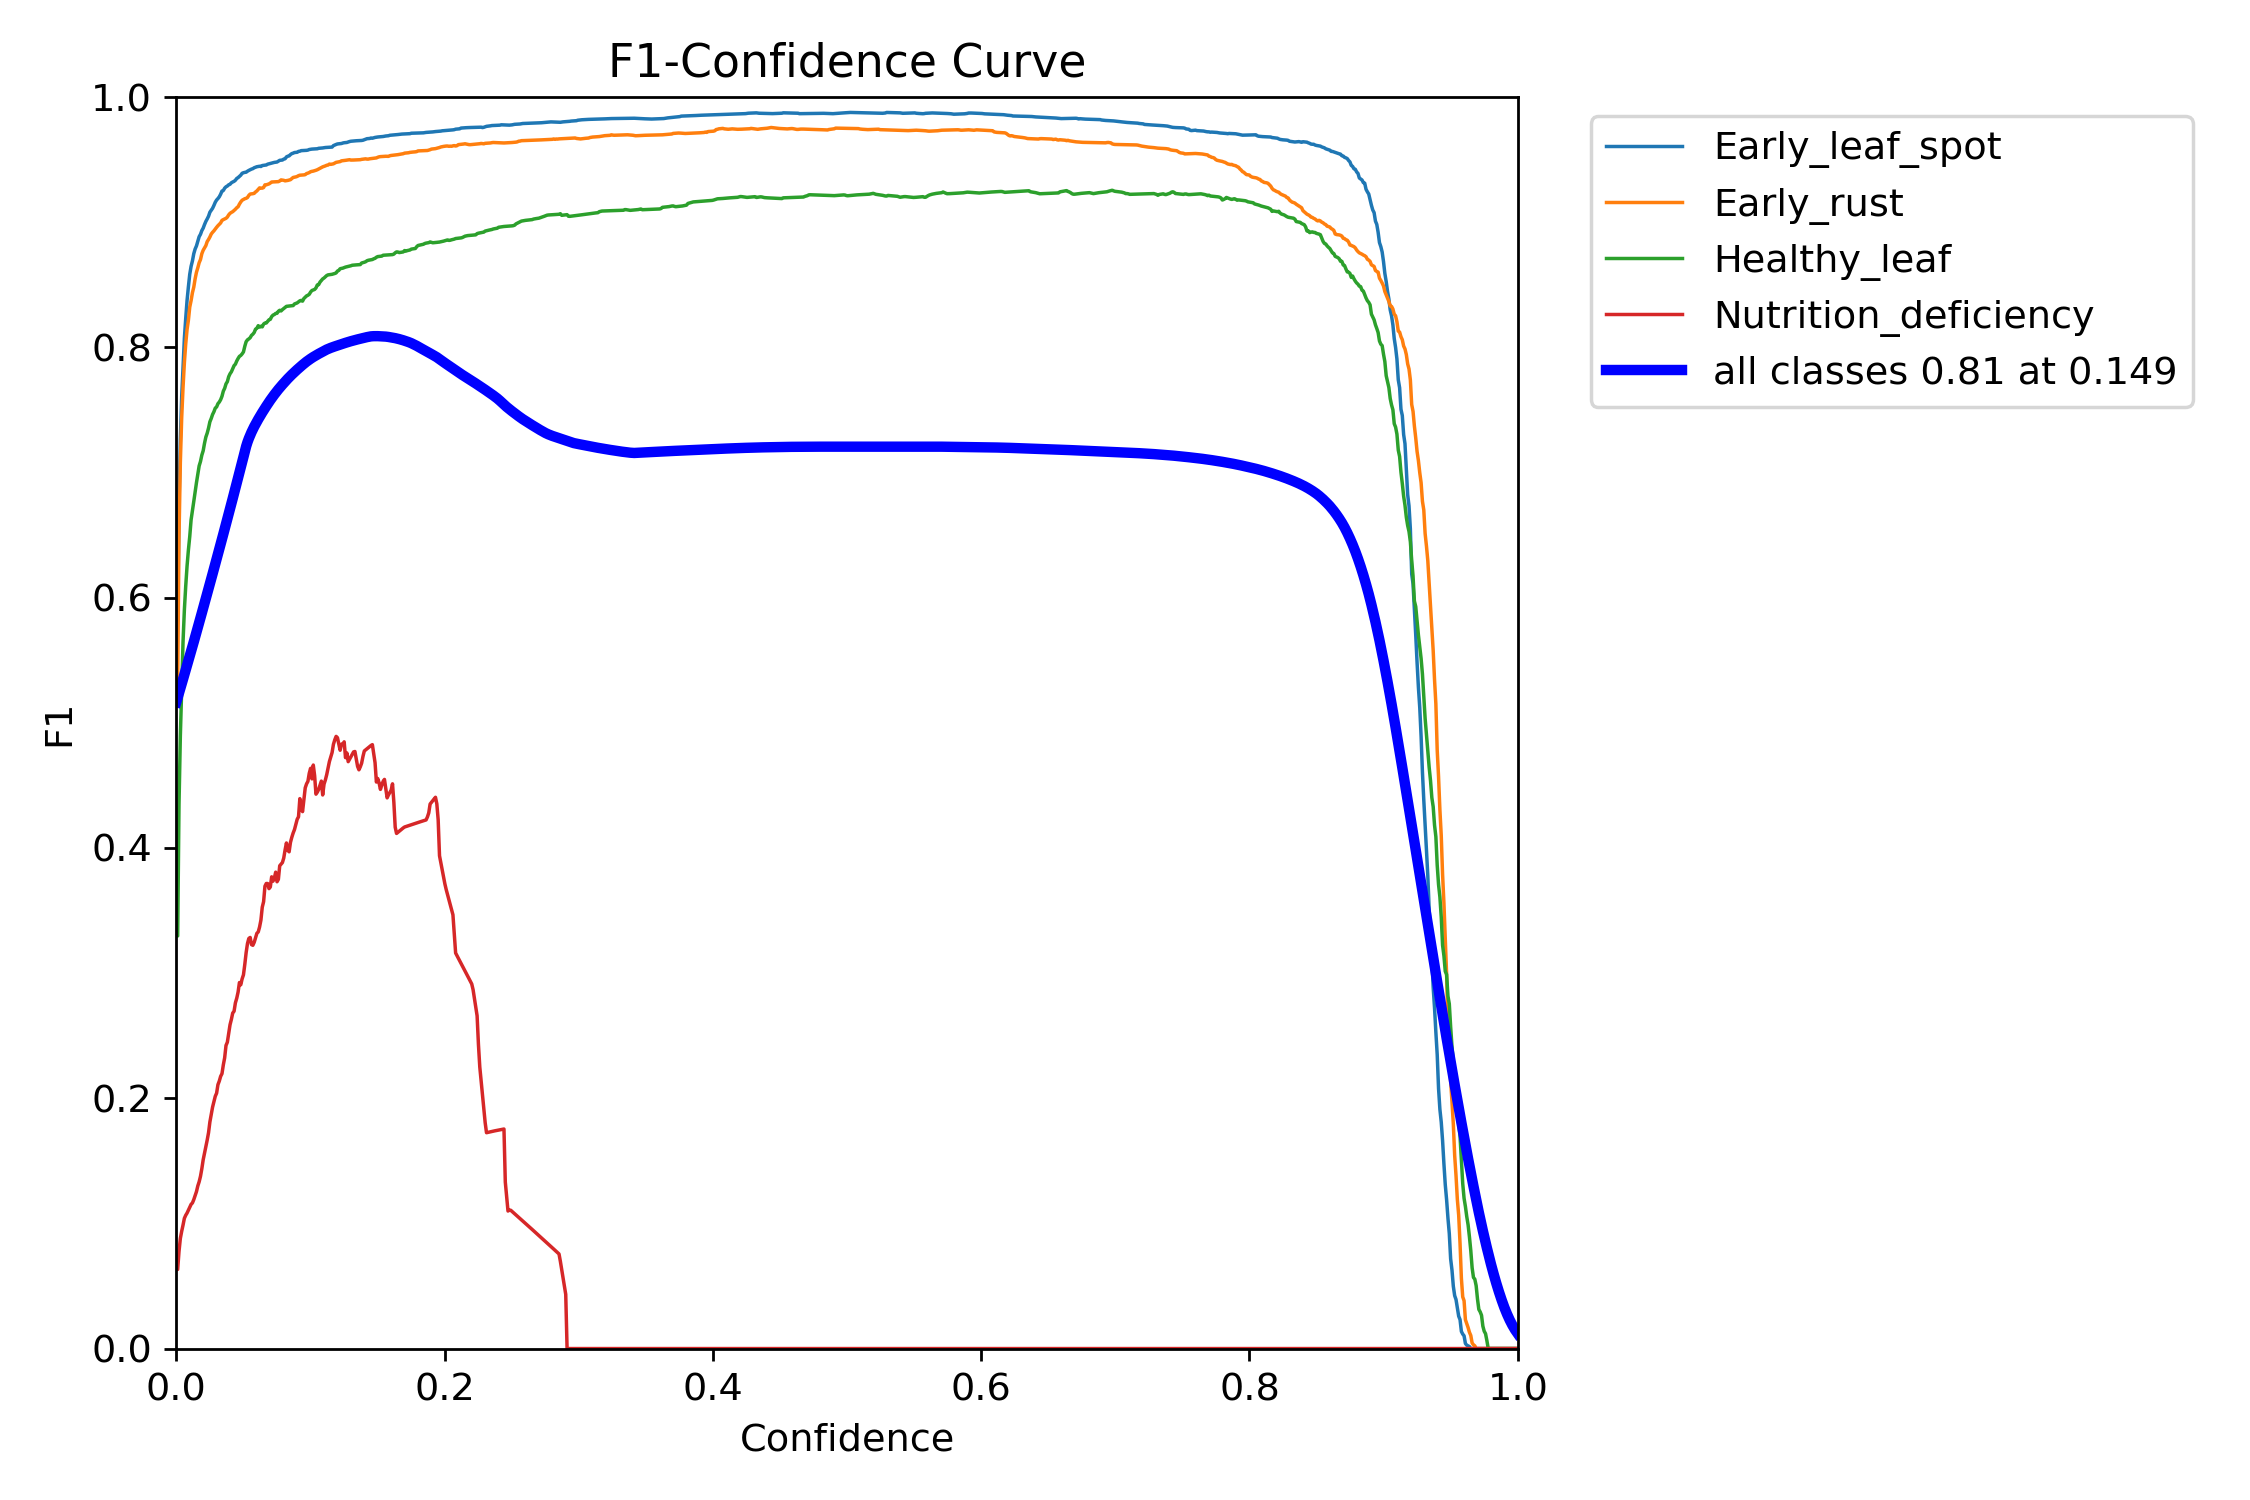 F1-Confidence Curve
1.0
0.8
0.6
0.4
0.2
0.0
F1
0.0 0.2 0.4 0.6 0.8 1.0
Confidence
Early_leaf_spot
Early_rust
Healthy_leaf
Nutrition_deficiency
all classes 0.81 at 0.149